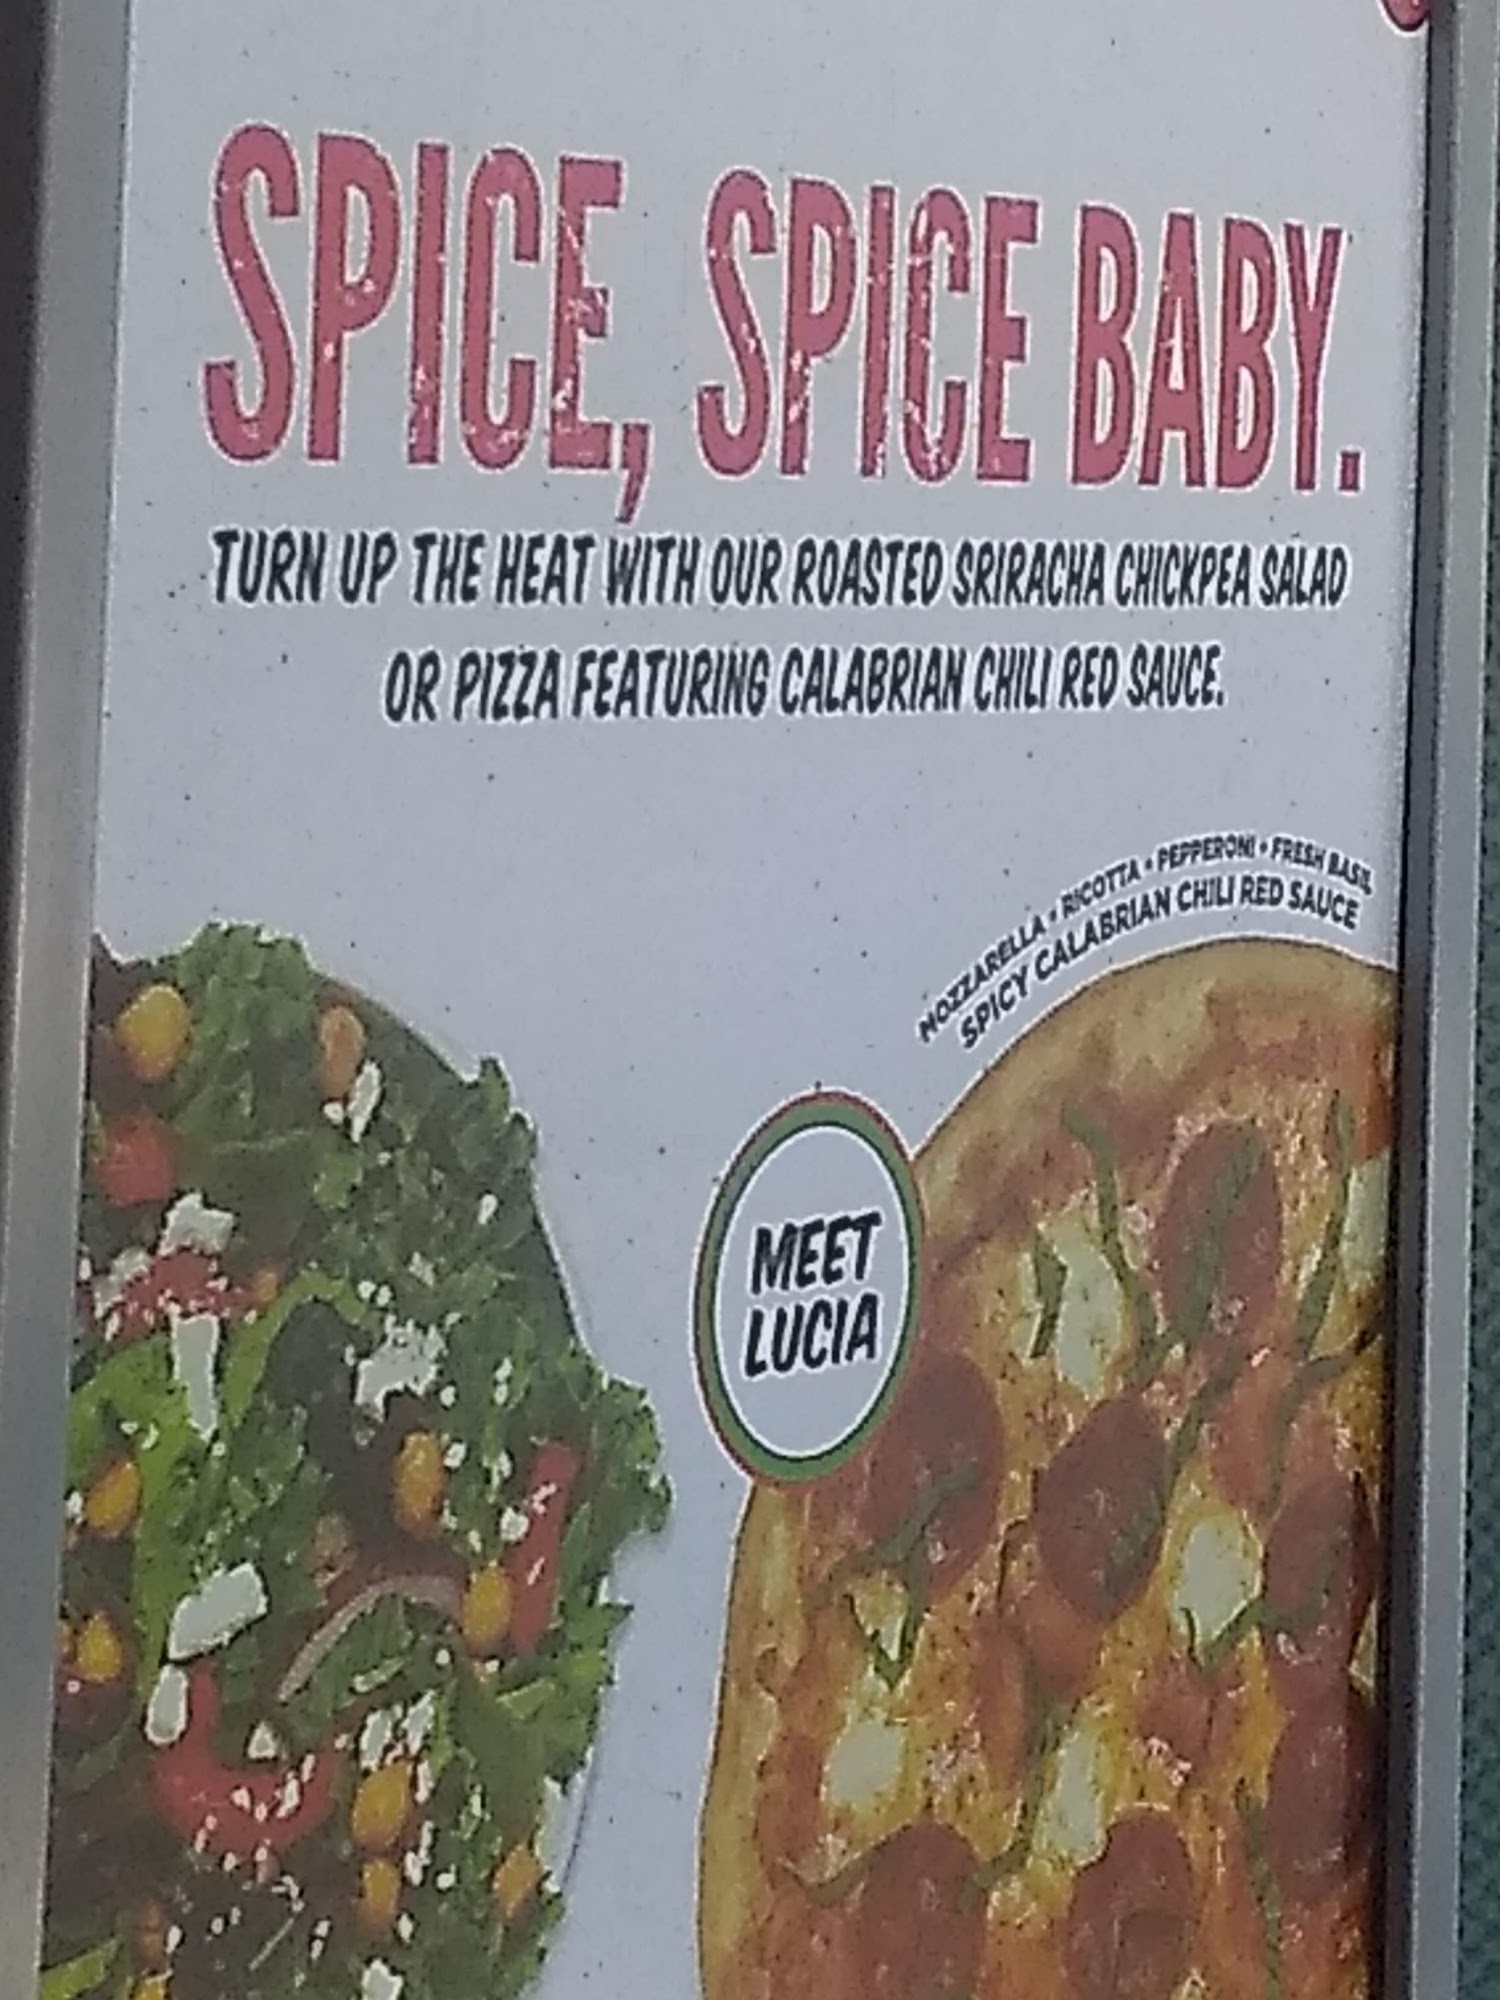 SPICE, SPICE BABY.
TURN UP THE HEAT WITH OUR ROASTED SRIRACHA CHICKPEA SALAD
OR PIZZA FEATURING CALABRIAN CHILI RED SAUCE.
MOZZARELLA • RICOTTA • PEPPERONI • FRESH BASIL
SPICY CALABRIAN CHILI RED SAUCE
MEET
LUCIA